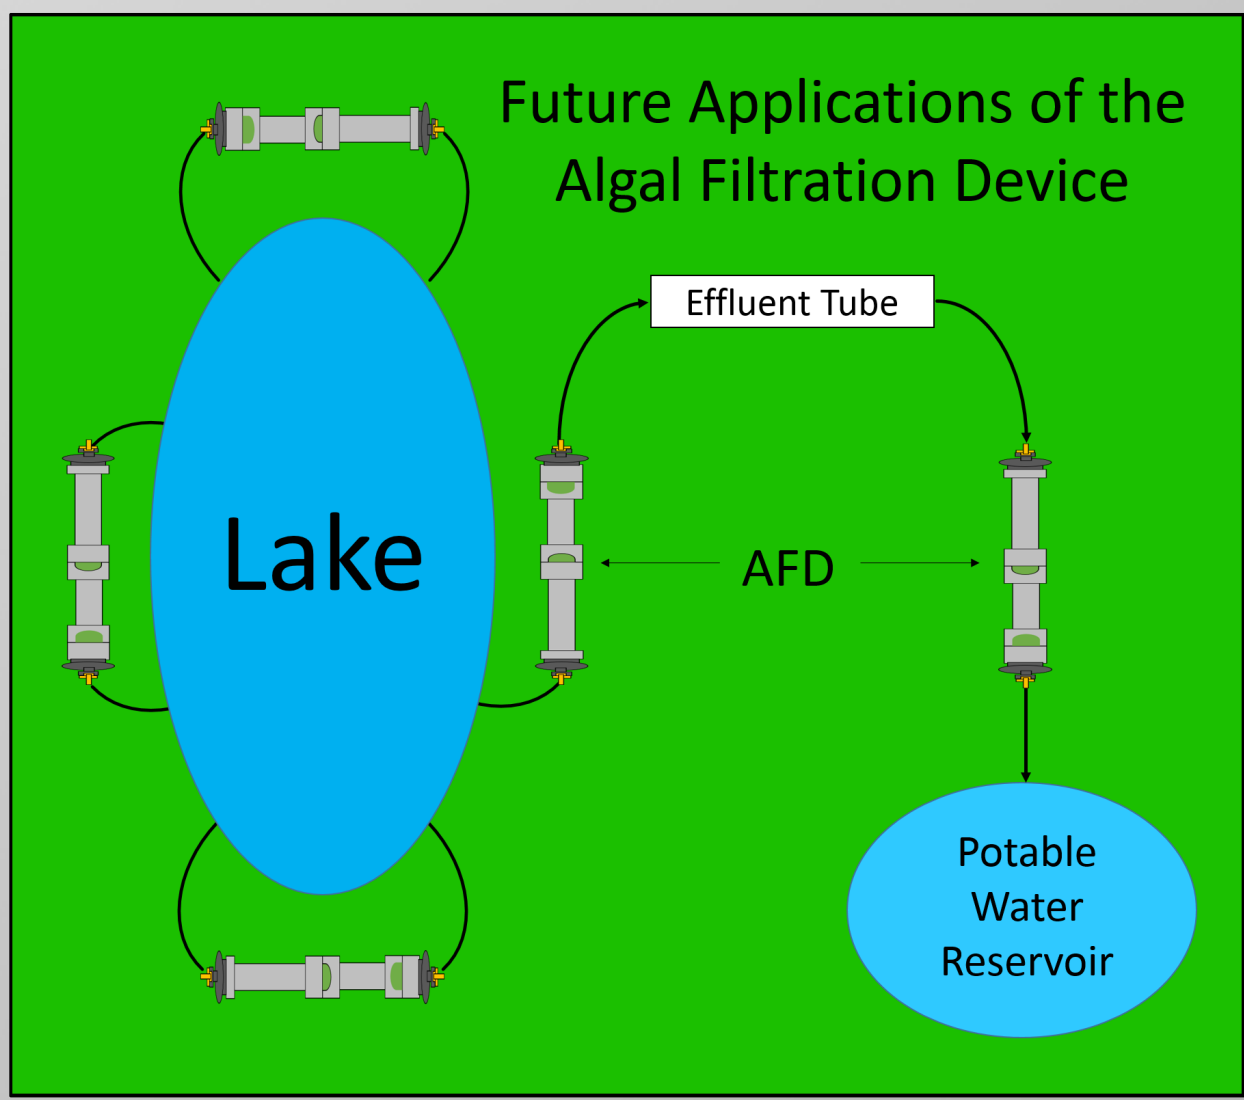 Future Applications of the
Algal Filtration Device
Effluent Tube
Lake
AFD
Potable
Water
Reservoir